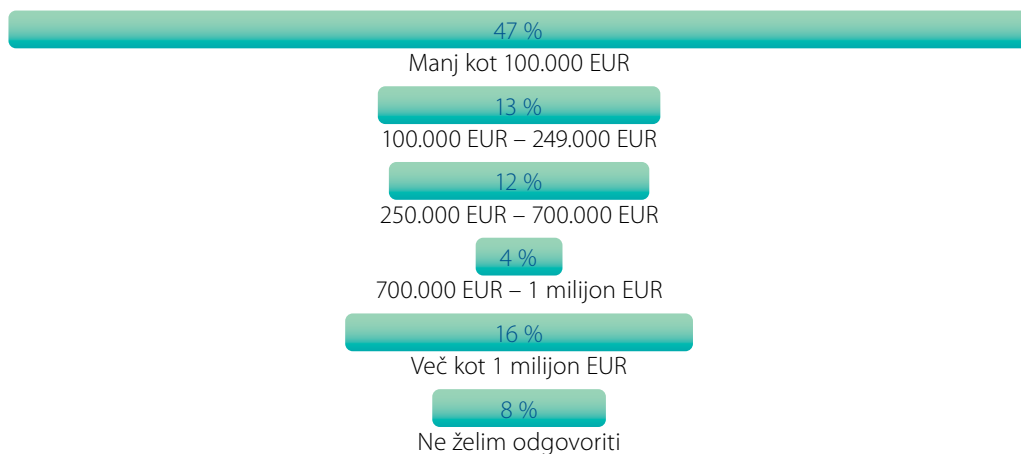 47 %
Manj kot 100.000 EUR
13 %
100.000 EUR – 249.000 EUR
12 %
250.000 EUR – 700.000 EUR
4 %
700.000 EUR – 1 milijon EUR
16 %
Več kot 1 milijon EUR
8 %
Ne želim odgovoriti